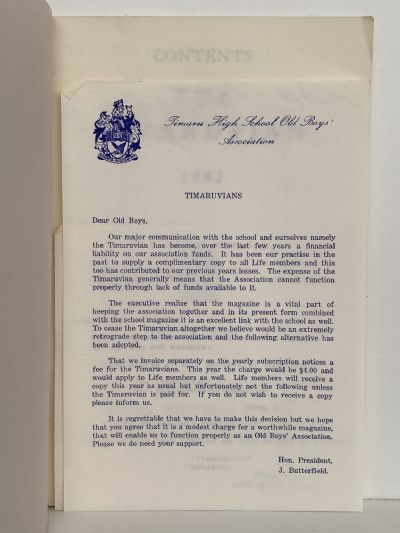 CONTENTS
Timaru High School Old Boys'
Association
1982
TIMARUVIANS
Dear Old Boys,
Our major communication with the school and ourselves namely
the Timaruvian has become, over the last few years a financial
liability on our association funds. It has been our practise in the
past to supply a complimentary copy to all Life members and this
too has contributed to our previous years losses. The expense of the
Timaruvian generally means that the Association cannot function
properly through lack of funds available to it.
The executive realize that the magazine is a vital part of
keeping the association together and in its present form combined
with the school magazine it is an excellent link with the school as well.
To cease the Timaruvian altogether we believe would be an extremely
retrograde step to the association and the following alternative has
been adopted.
That we invoice separately on the yearly subscription notices a
fee for the Timaruvians. This year the charge would be $4.00 and
would apply to Life members as well. Life members will receive a
copy this year as usual but unfortunately not the following unless
the Timaruvian is paid for. If you do not wish to receive a copy
please inform us.
It is regrettable that we have to make this decision but we hope
that you agree that it is a modest charge for a worthwhile magazine,
that will enable us to function properly as an Old Boys' Association.
Please we do need your support.
Hon. President,
J. Butterfield.